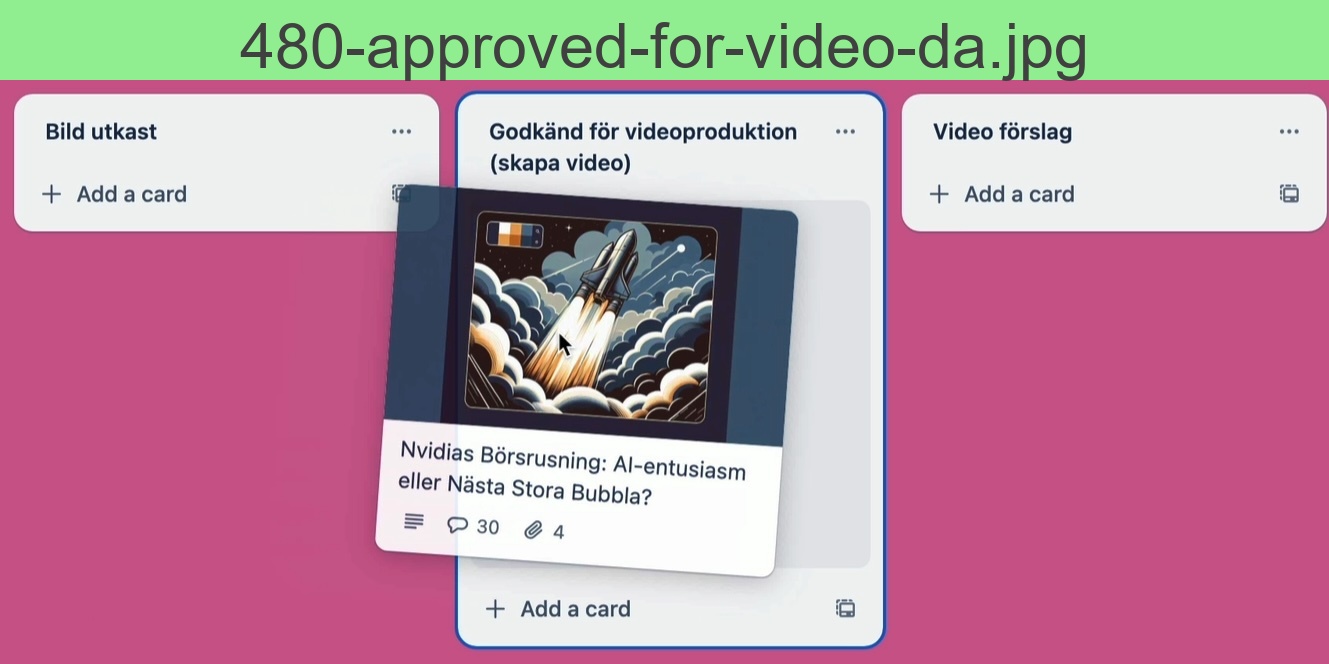 480-approved-for-video-da.jpg
Bild utkast
Add a card
Godkänd för videoproduktion
(skapa video)
Nvidias Börsrusning: AI-entusiasm
eller Nästa Stora Bubbla?
30
4
Add a card
Video förslag
Add a card